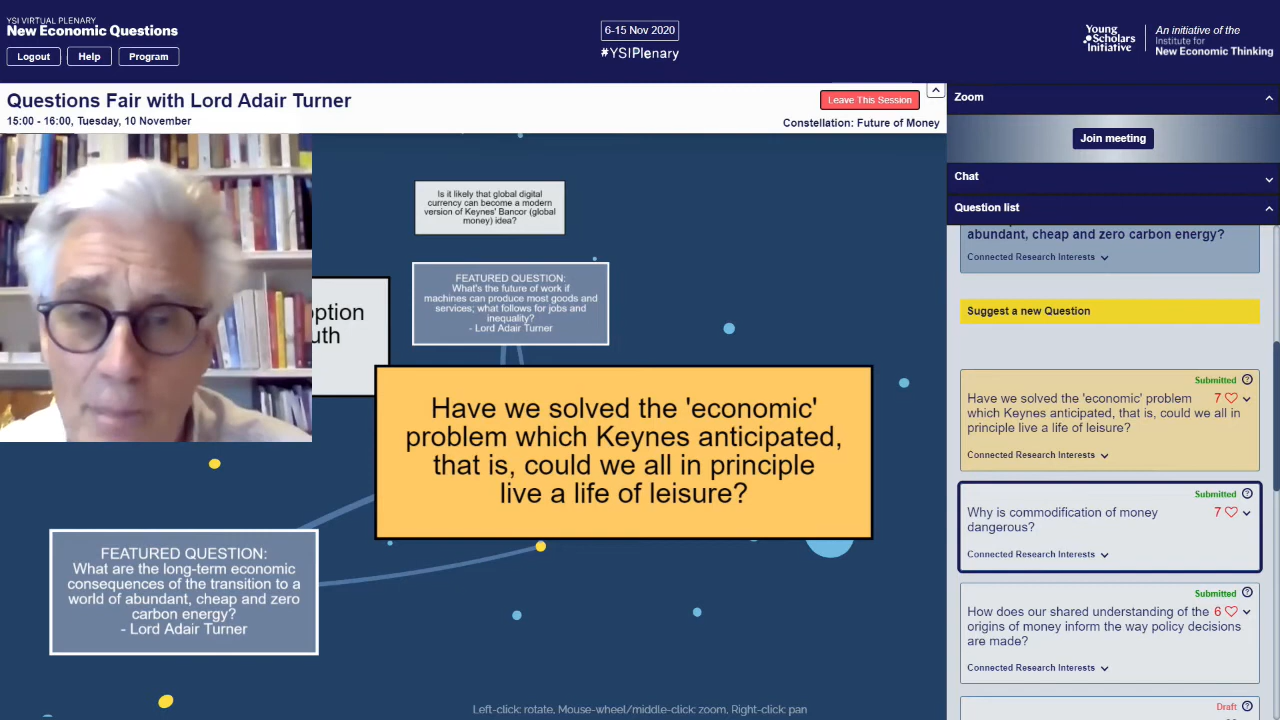 YSI VIRTUAL PLENARY
New Economic Questions
Logout
Help
Program
6-15 Nov 2020
#YSIPlenary
Young
Scholars
Initiative
An initiative of the
Institute for
New Economic Thinking
Questions Fair with Lord Adair Turner
15:00 - 16:00, Tuesday, 10 November
Leave This Session
Constellation: Future of Money
Is it likely that global digital
currency can become a modern
version of Keynes' Bancor (global
money) idea?
FEATURED QUESTION:
What's the future of work if
machines can produce most goods and
services; what follows for jobs and
inequality?
- Lord Adair Turner
ption
uth
Have we solved the 'economic'
problem which Keynes anticipated,
that is, could we all in principle
live a life of leisure?
FEATURED QUESTION:
What are the long-term economic
consequences of the transition to a
world of abundant, cheap and zero
carbon energy?
- Lord Adair Turner
Left-click: rotate, Mouse-wheel/middle-click: zoom, Right-click: pan
Zoom
Join meeting
Chat
Question list
abundant, cheap and zero carbon energy?
Connected Research Interests
Suggest a new Question
Submitted ?
Have we solved the 'economic' problem 7
which Keynes anticipated, that is, could we all in
principle live a life of leisure?
Connected Research Interests
Submitted ?
Why is commodification of money 7
dangerous?
Connected Research Interests
Submitted ?
How does our shared understanding of the 6
origins of money inform the way policy decisions
are made?
Connected Research Interests
Draft ?